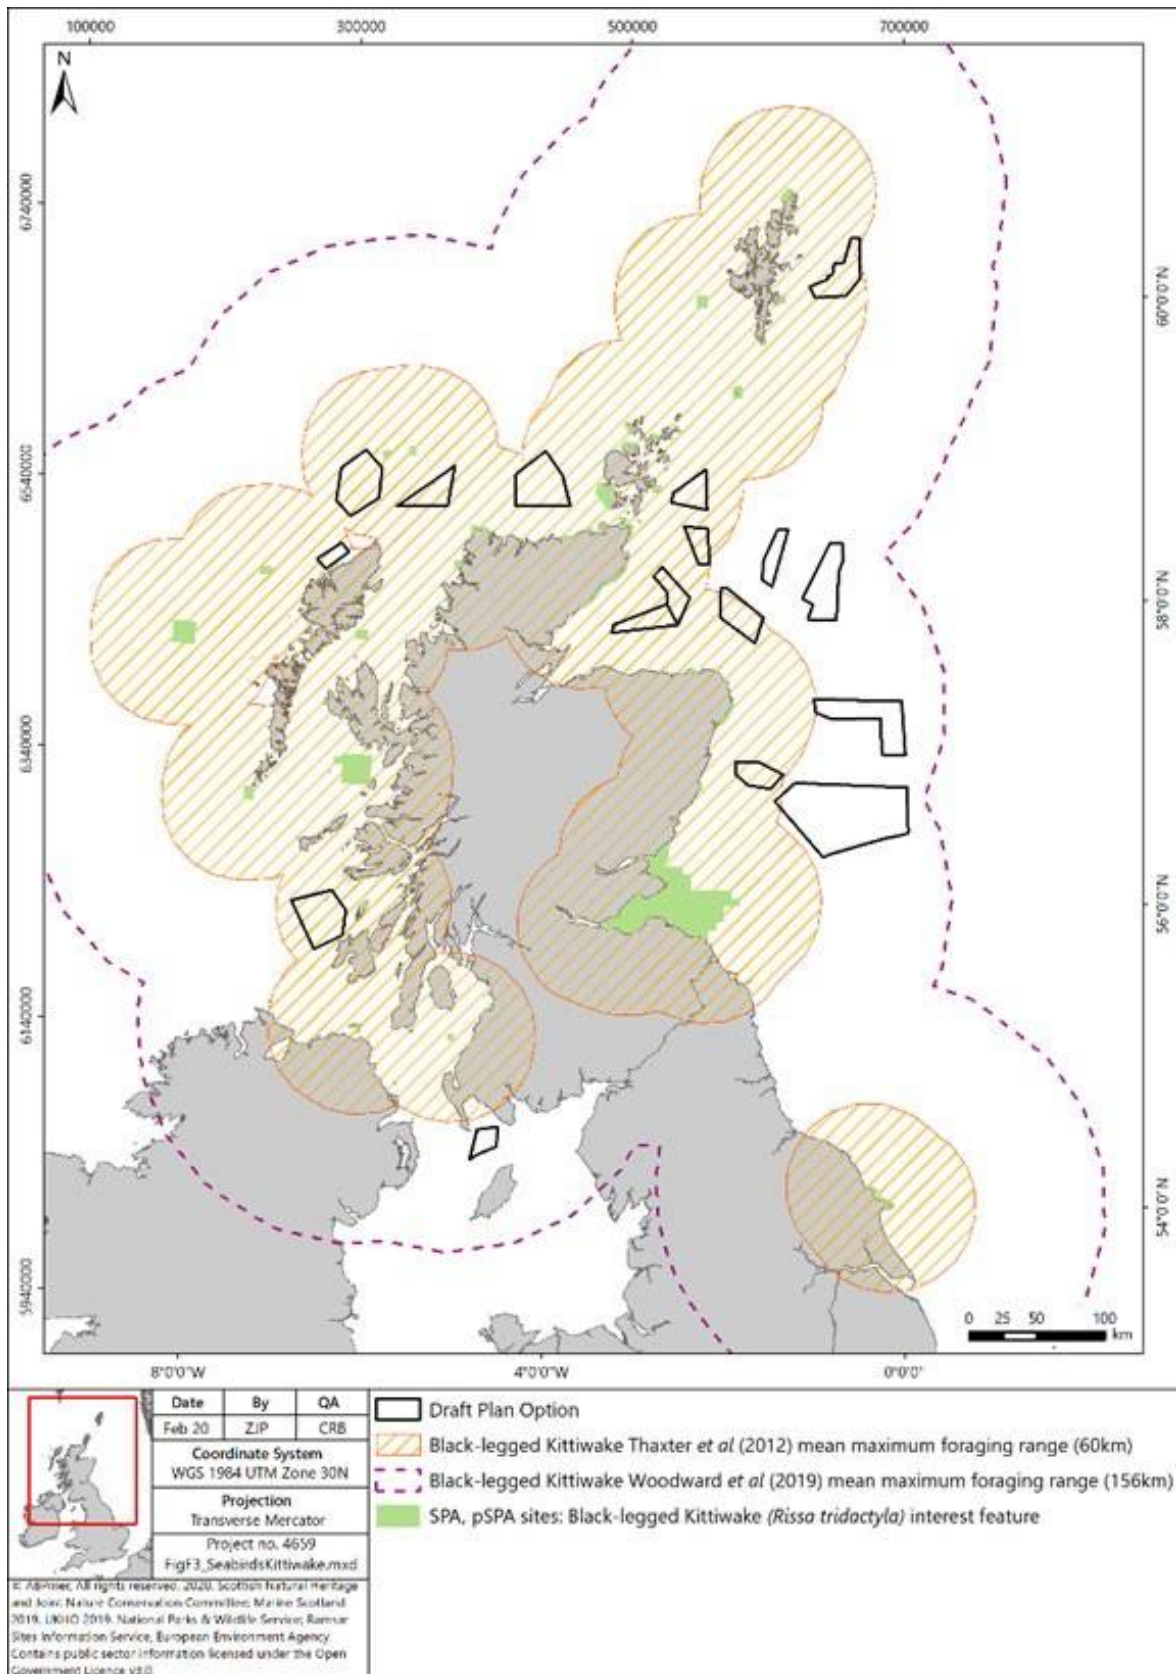 100000 300000 500000 700000
N
6740000
6540000
6340000
6140000
5940000
60°0'0"N
58°0'0"N
56°0'0"N
54°0'0"N
0 25 50 100
km
8°0'0"W 4°0'0"W 0°0'0"
Date By QA
Feb 20 ZJP CRB
Coordinate System
WGS 1984 UTM Zone 30N
Projection
Transverse Mercator
Project no. 4659
FigF3_SeabirdsKittiwake.mxd
© ABPmer, All rights reserved, 2020. Scottish Natural Heritage
and Joint Nature Conservation Committee; Marine Scotland
2019. UKHO 2019. National Parks & Wildlife Service; Ramsar
Sites Information Service, European Environment Agency
Contains public sector information licensed under the Open
Government Licence v3.0.
Draft Plan Option
Black-legged Kittiwake Thaxter et al (2012) mean maximum foraging range (60km)
Black-legged Kittiwake Woodward et al (2019) mean maximum foraging range (156km)
SPA, pSPA sites: Black-legged Kittiwake (Rissa tridactyla) interest feature